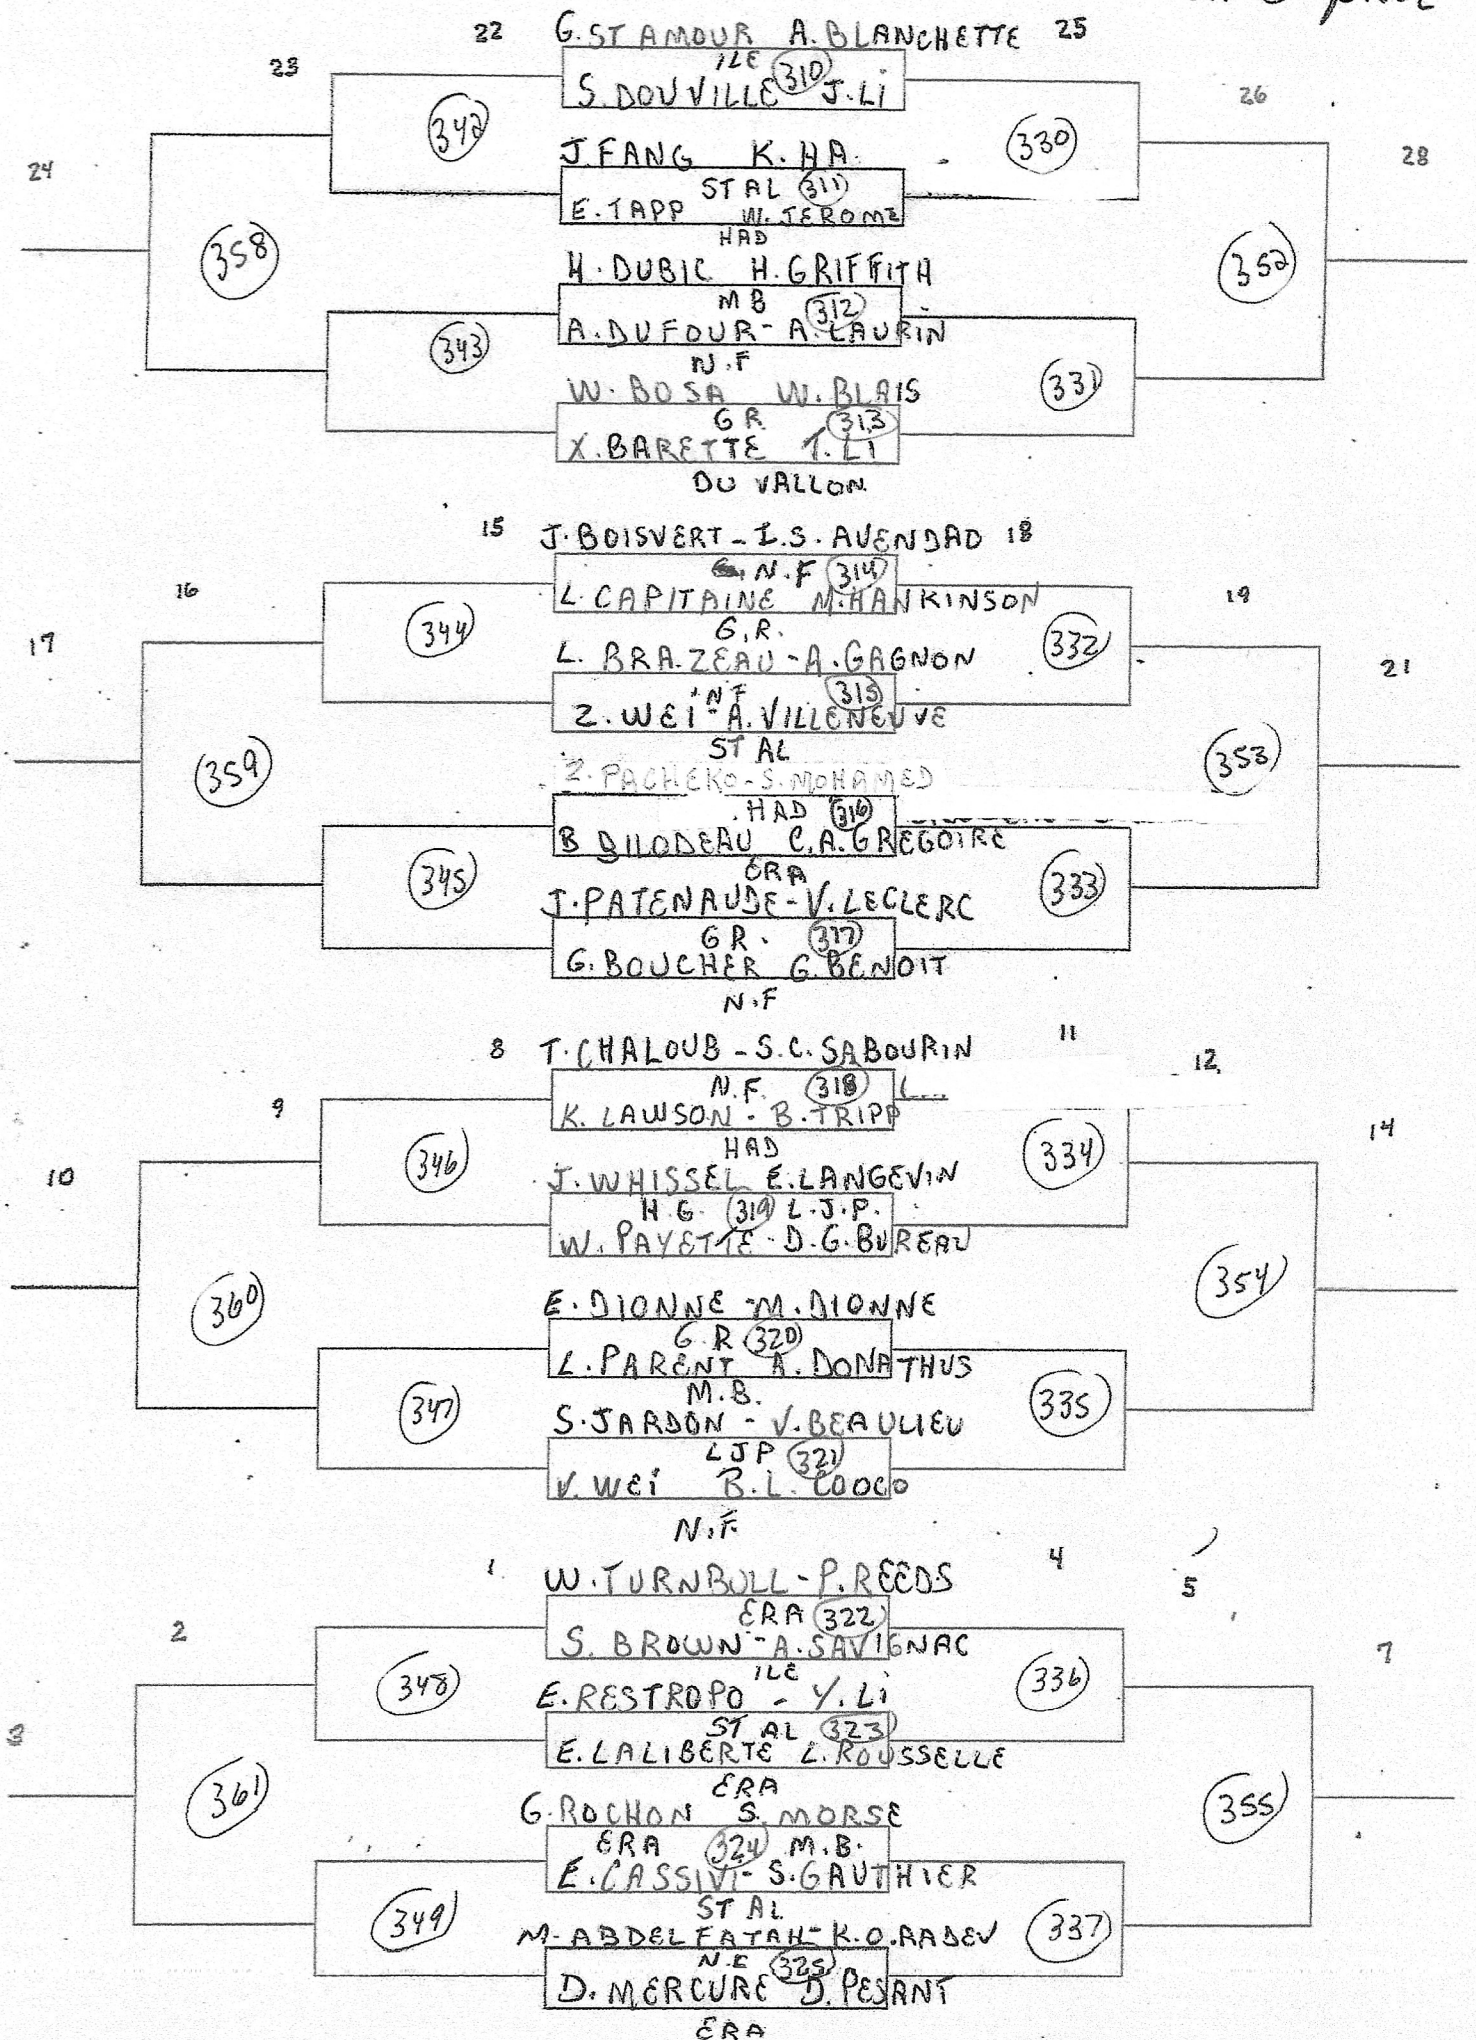 22 G. ST AMOUR A. BLANCHETTE 25
23 ILE 310
S. DOUVILLE J. Li
26
342 330
J. FANG K. HA.
24 28
ST AL 311
E. TAPP W. JEROME
HAD
358 352
H. DUBIC H. GRIFFITH
MB 312
A. DUFOUR - A. LAURIN
343 N.F 331
W. BOSA W. BLAIS
GR 313
X. BARETTE T. Li
DU VALLON
15 J. BOISVERT - I.S. AVENDAD 18
N.F 314
16 L. CAPITAINE M. HANKINSON 19
344 G.R. 332
17 L. BRAZEAU - A. GAGNON 21
NF 315
Z. WEI - A. VILLENEUVE
ST AL
359 353
Z. PACHEKO - S. MOHAMED
HAD 316
B BILODEAU C.A. GREGOIRE
345 ERA 333
J. PATENAUDE - V. LECLERC
GR. 317
G. BOUCHER G. BENOIT
N.F
8 T. CHALOUB - S.C. SABOURIN 11
12
N.F. 318
9 K. LAWSON - B. TRIPP
HAD 14
346 334
10 J. WHISSEL E. LANGEVIN
H.G. 319 L.J.P.
W. PAYETTE - D.G. BUREAU
354
360 E. DIONNE - M. DIONNE
G R 320
L. PARENT A. DONATHUS
M.B.
347 335
S. JARDON - V. BEAULIEU
LJP 321
V. WEI B.L. COOCO
N.F.
1 4
W. TURNBULL - P. REEDS 5
ERA 322
2 S. BROWN - A. SAVIGNAC 7
ILE
348 336
E. RESTROPO - Y. Li
3 ST AL 323
E. LALIBERTE L. ROUSSELLE
ERA
361 355
G. ROCHON S. MORSE
ERA 324 M.B.
E. CASSIVI - S. GAUTHIER
ST AL
349 337
M. ABDELFATAH - K.O. RADEV
325
D. MERCURE D. PESANT
ERA